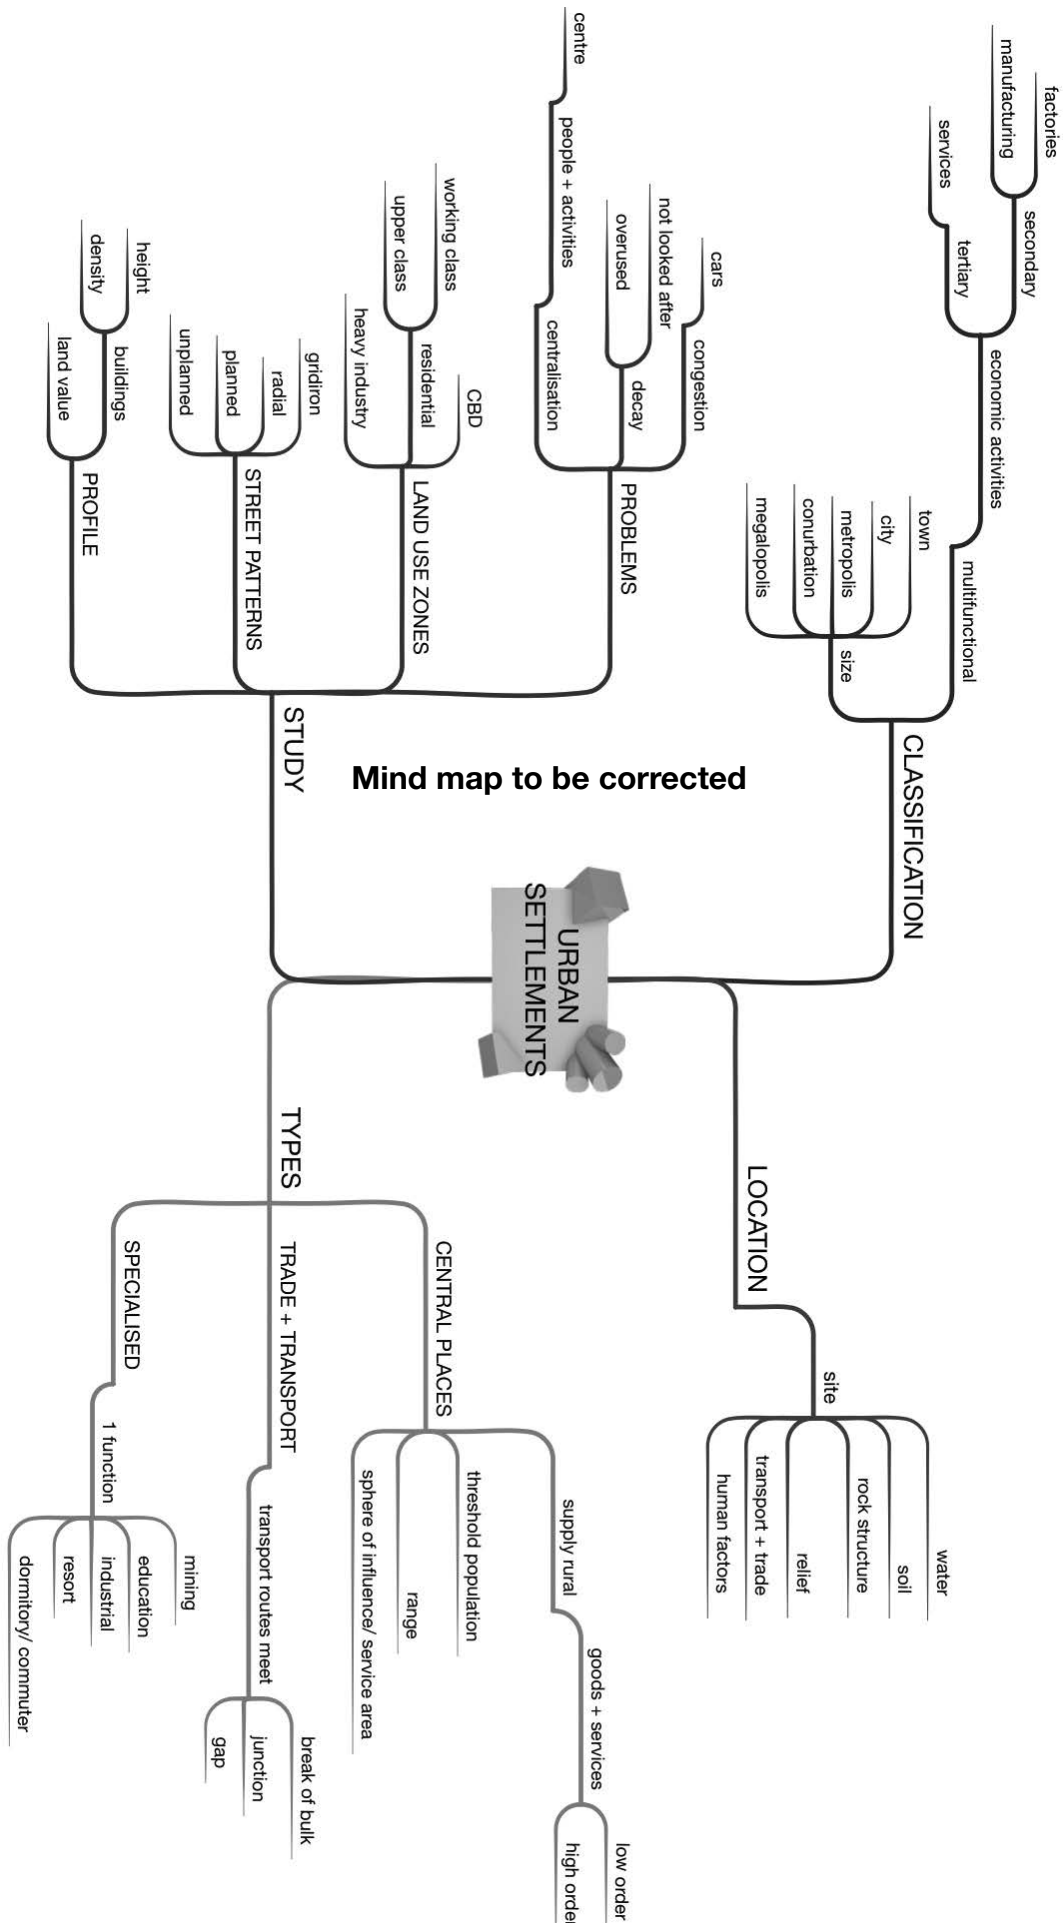 Mind map to be corrected
URBAN
SETTLEMENTS
CLASSIFICATION
multifunctional
economic activities
secondary
factories
manufacturing
tertiary
services
size
town
city
metropolis
conurbation
megalopolis
LOCATION
site
water
soil
rock structure
relief
transport + trade
human factors
STUDY
PROBLEMS
congestion
cars
decay
not looked after
overused
centralisation
people + activities
centre
LAND USE ZONES
CBD
residential
working class
upper class
heavy industry
STREET PATTERNS
gridiron
radial
planned
unplanned
PROFILE
buildings
height
density
land value
TYPES
CENTRAL PLACES
supply rural
goods + services
low order
high order
threshold population
range
sphere of influence/ service area
TRADE + TRANSPORT
transport routes meet
break of bulk
junction
gap
SPECIALISED
1 function
mining
education
industrial
resort
dormitory/ commuter